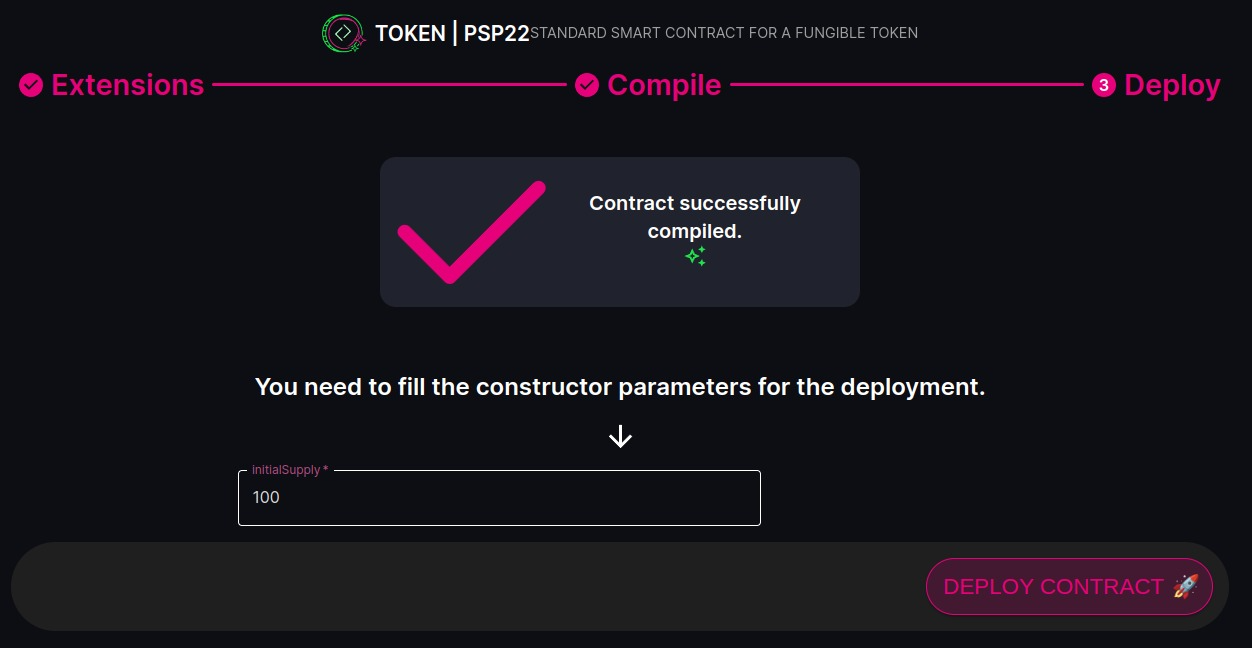 TOKEN | PSP22 STANDARD SMART CONTRACT FOR A FUNGIBLE TOKEN
Extensions Compile 3 Deploy
Contract successfully
compiled.
You need to fill the constructor parameters for the deployment.
initialSupply *
100
DEPLOY CONTRACT 🚀